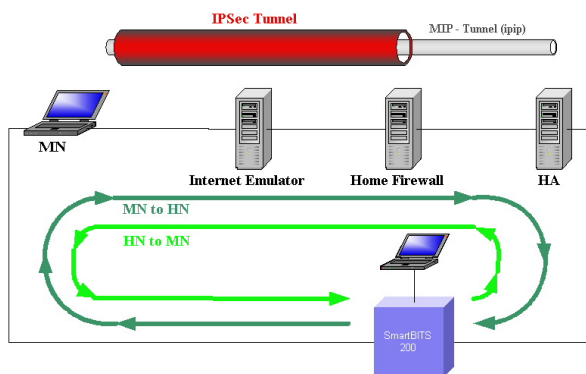 IPSec Tunnel
MIP - Tunnel (ipip)
MN
Internet Emulator
Home Firewall
HA
MN to HN
HN to MN
SmartBITS
200